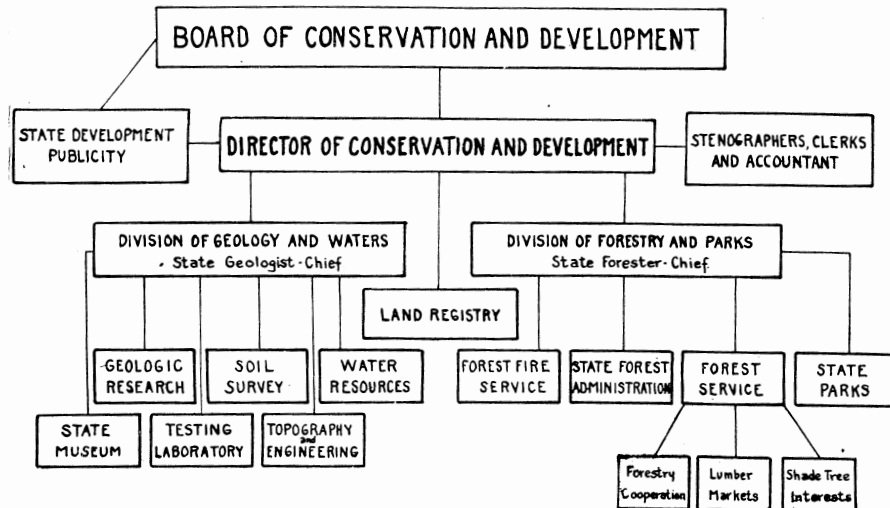 BOARD OF CONSERVATION AND DEVELOPMENT
STATE DEVELOPMENT
PUBLICITY
DIRECTOR OF CONSERVATION AND DEVELOPMENT
STENOGRAPHERS, CLERKS
AND ACCOUNTANT
DIVISION OF GEOLOGY AND WATERS
State Geologist-Chief
DIVISION OF FORESTRY AND PARKS
State Forester-Chief
LAND REGISTRY
GEOLOGIC
RESEARCH
SOIL
SURVEY
WATER
RESOURCES
FOREST FIRE
SERVICE
STATE FOREST
ADMINISTRATION
FOREST
SERVICE
STATE
PARKS
STATE
MUSEUM
TESTING
LABORATORY
TOPOGRAPHY
and
ENGINEERING
Forestry
Cooperation
Lumber
Markets
Shade Tree
Interests